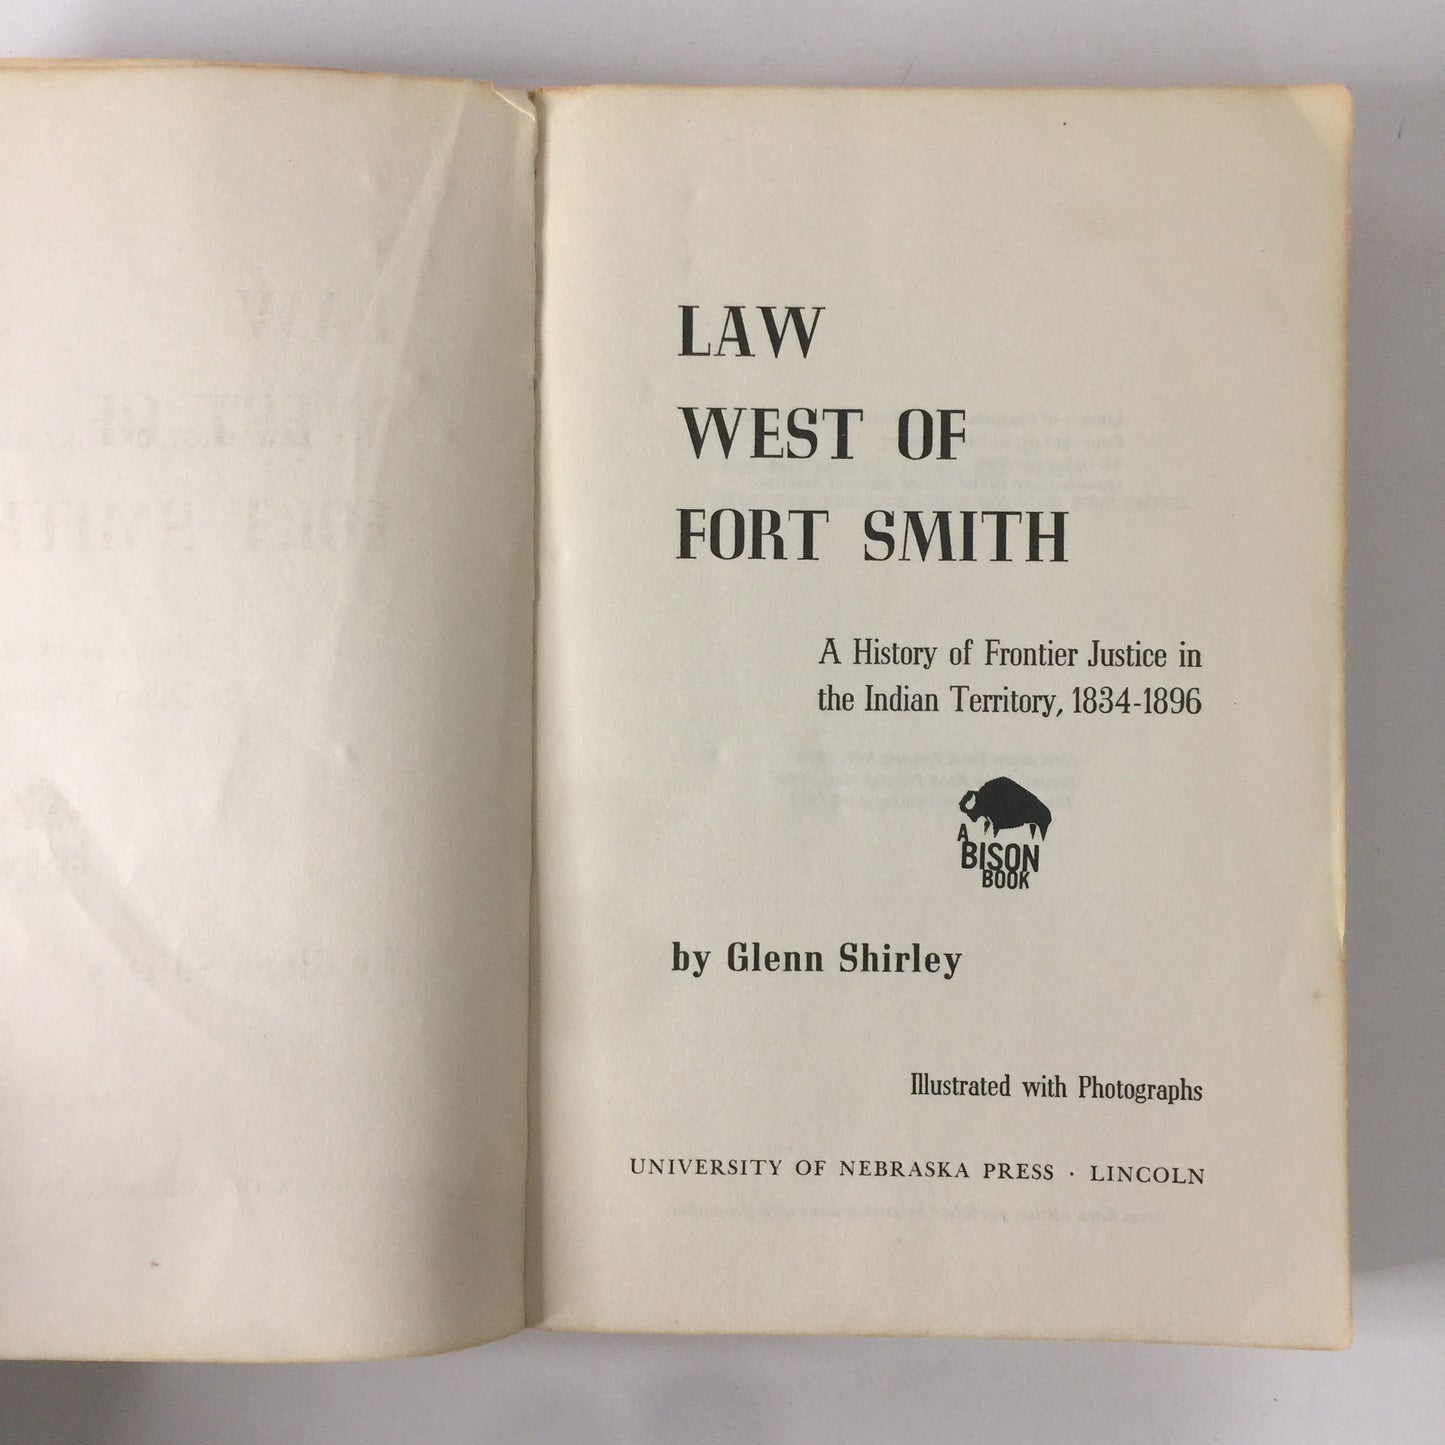 LAW
WEST OF
FORT SMITH
A History of Frontier Justice in
the Indian Territory, 1834-1896
A
BISON
BOOK
by Glenn Shirley
Illustrated with Photographs
UNIVERSITY OF NEBRASKA PRESS · LINCOLN